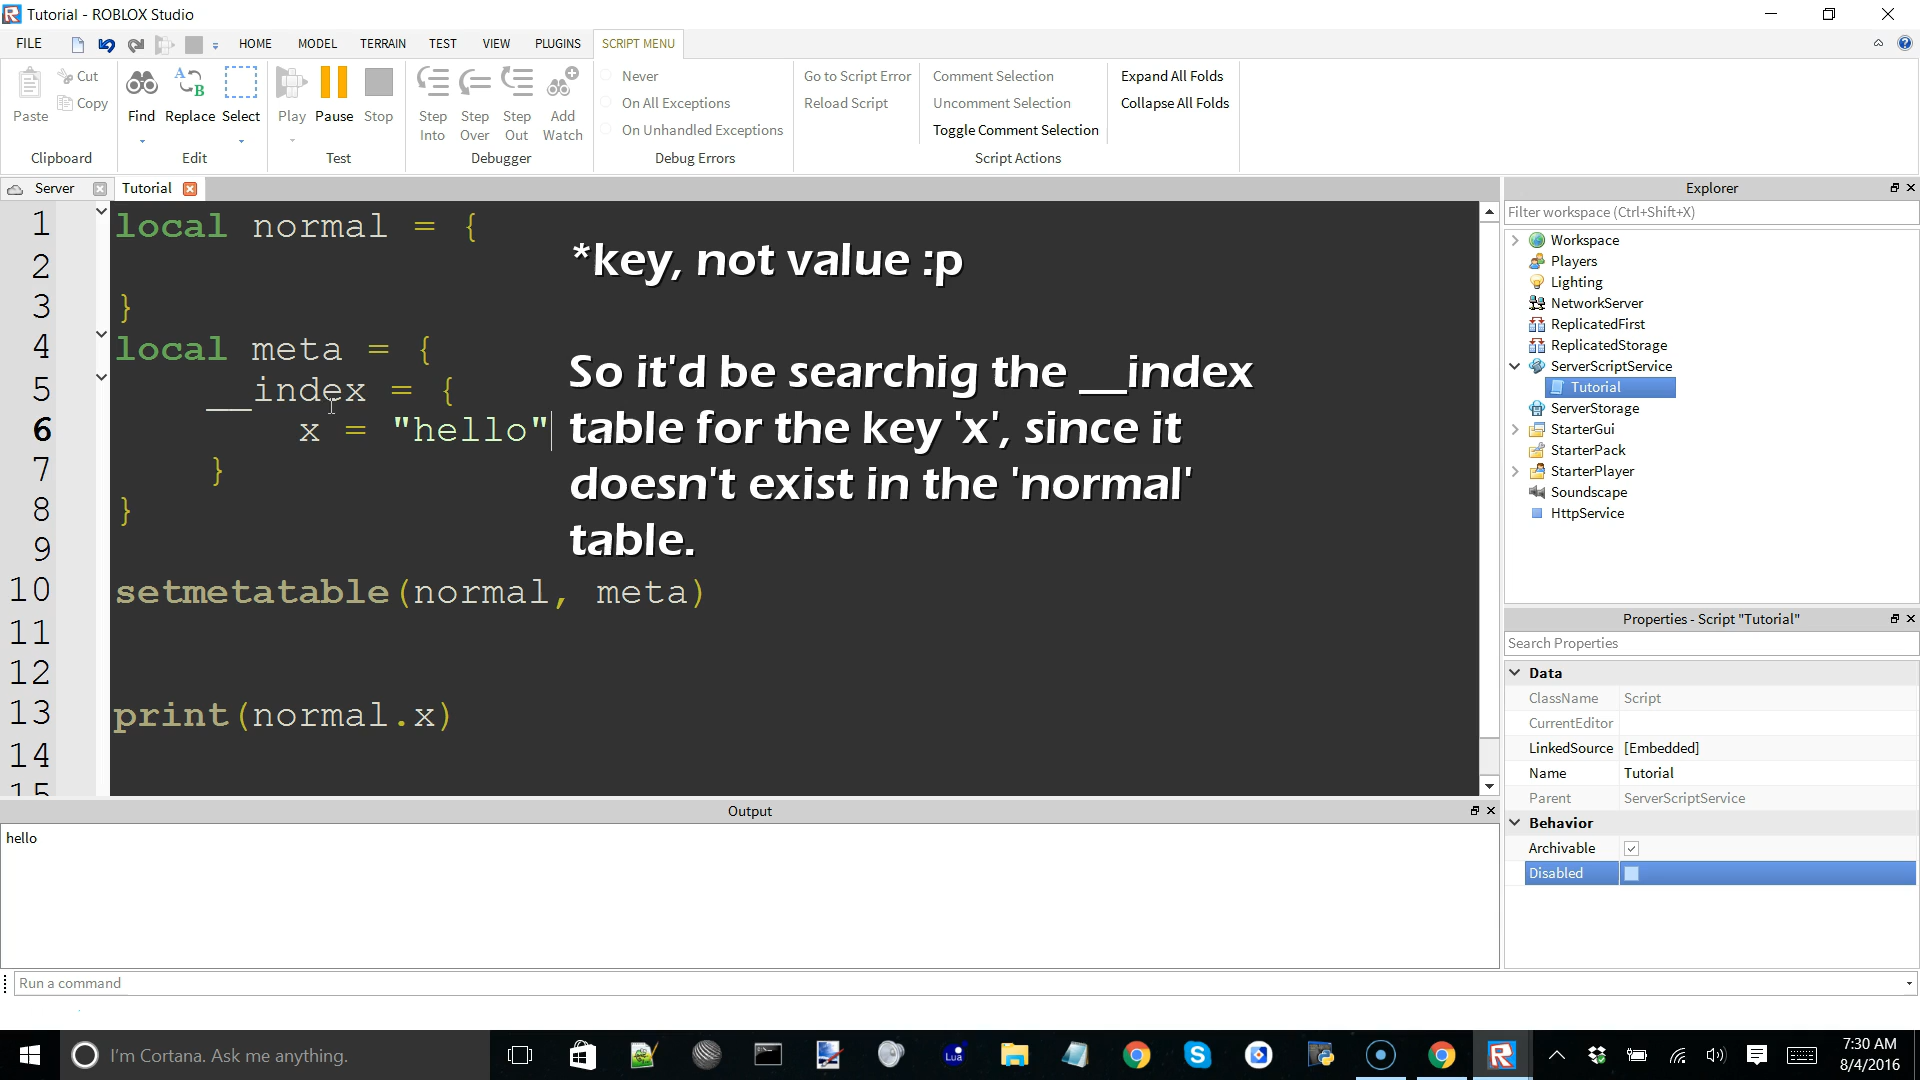 Tutorial - ROBLOX Studio
FILE HOME MODEL TERRAIN TEST VIEW PLUGINS SCRIPT MENU
Paste Cut Copy
Clipboard
Find Replace Select
Edit
Play Pause Stop
Test
Step Into Step Over Step Out Add Watch
Debugger
Never
On All Exceptions
On Unhandled Exceptions
Debug Errors
Go to Script Error
Reload Script
Comment Selection
Uncomment Selection
Toggle Comment Selection
Script Actions
Expand All Folds
Collapse All Folds
Server Tutorial
1 local normal = {
2
3 }
4 local meta = {
5 __index = {
6 x = "hello"
7 }
8 }
9
10 setmetatable(normal, meta)
11
12
13 print(normal.x)
14
15
*key, not value :p
So it'd be searchig the __index
table for the key 'x', since it
doesn't exist in the 'normal'
table.
Explorer
Filter workspace (Ctrl+Shift+X)
Workspace
Players
Lighting
NetworkServer
ReplicatedFirst
ReplicatedStorage
ServerScriptService
Tutorial
ServerStorage
StarterGui
StarterPack
StarterPlayer
Soundscape
HttpService
Properties - Script "Tutorial"
Search Properties
Data
ClassName Script
CurrentEditor
LinkedSource [Embedded]
Name Tutorial
Parent ServerScriptService
Behavior
Archivable
Disabled
Output
hello
Run a command
I'm Cortana. Ask me anything.
Lua
7:30 AM
8/4/2016